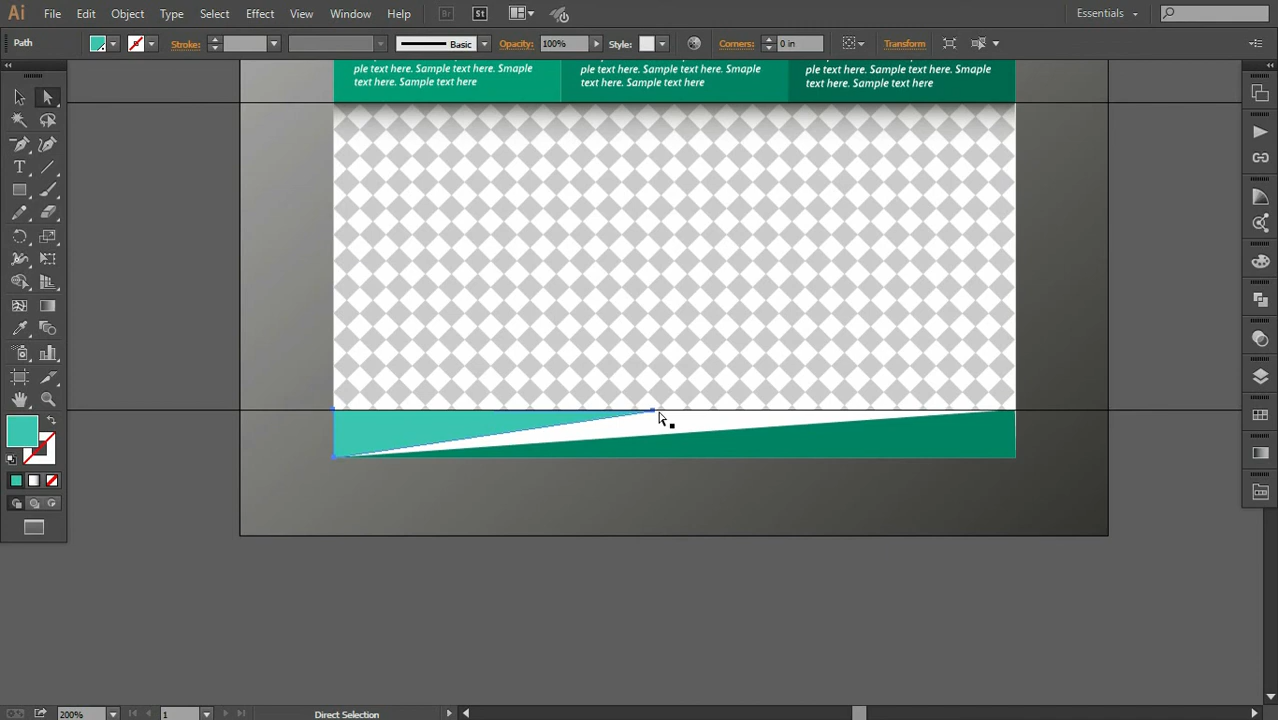 Ai File Edit Object Type Select Effect View Window Help Br St Essentials
Path Stroke: Basic Opacity: 100% Style: Corners: 0 in Transform
ple text here. Sample text here. Smaple
text here. Sample text here
ple text here. Sample text here. Smaple
text here. Sample text here
ple text here. Sample text here. Smaple
text here. Sample text here
200% 1 Direct Selection